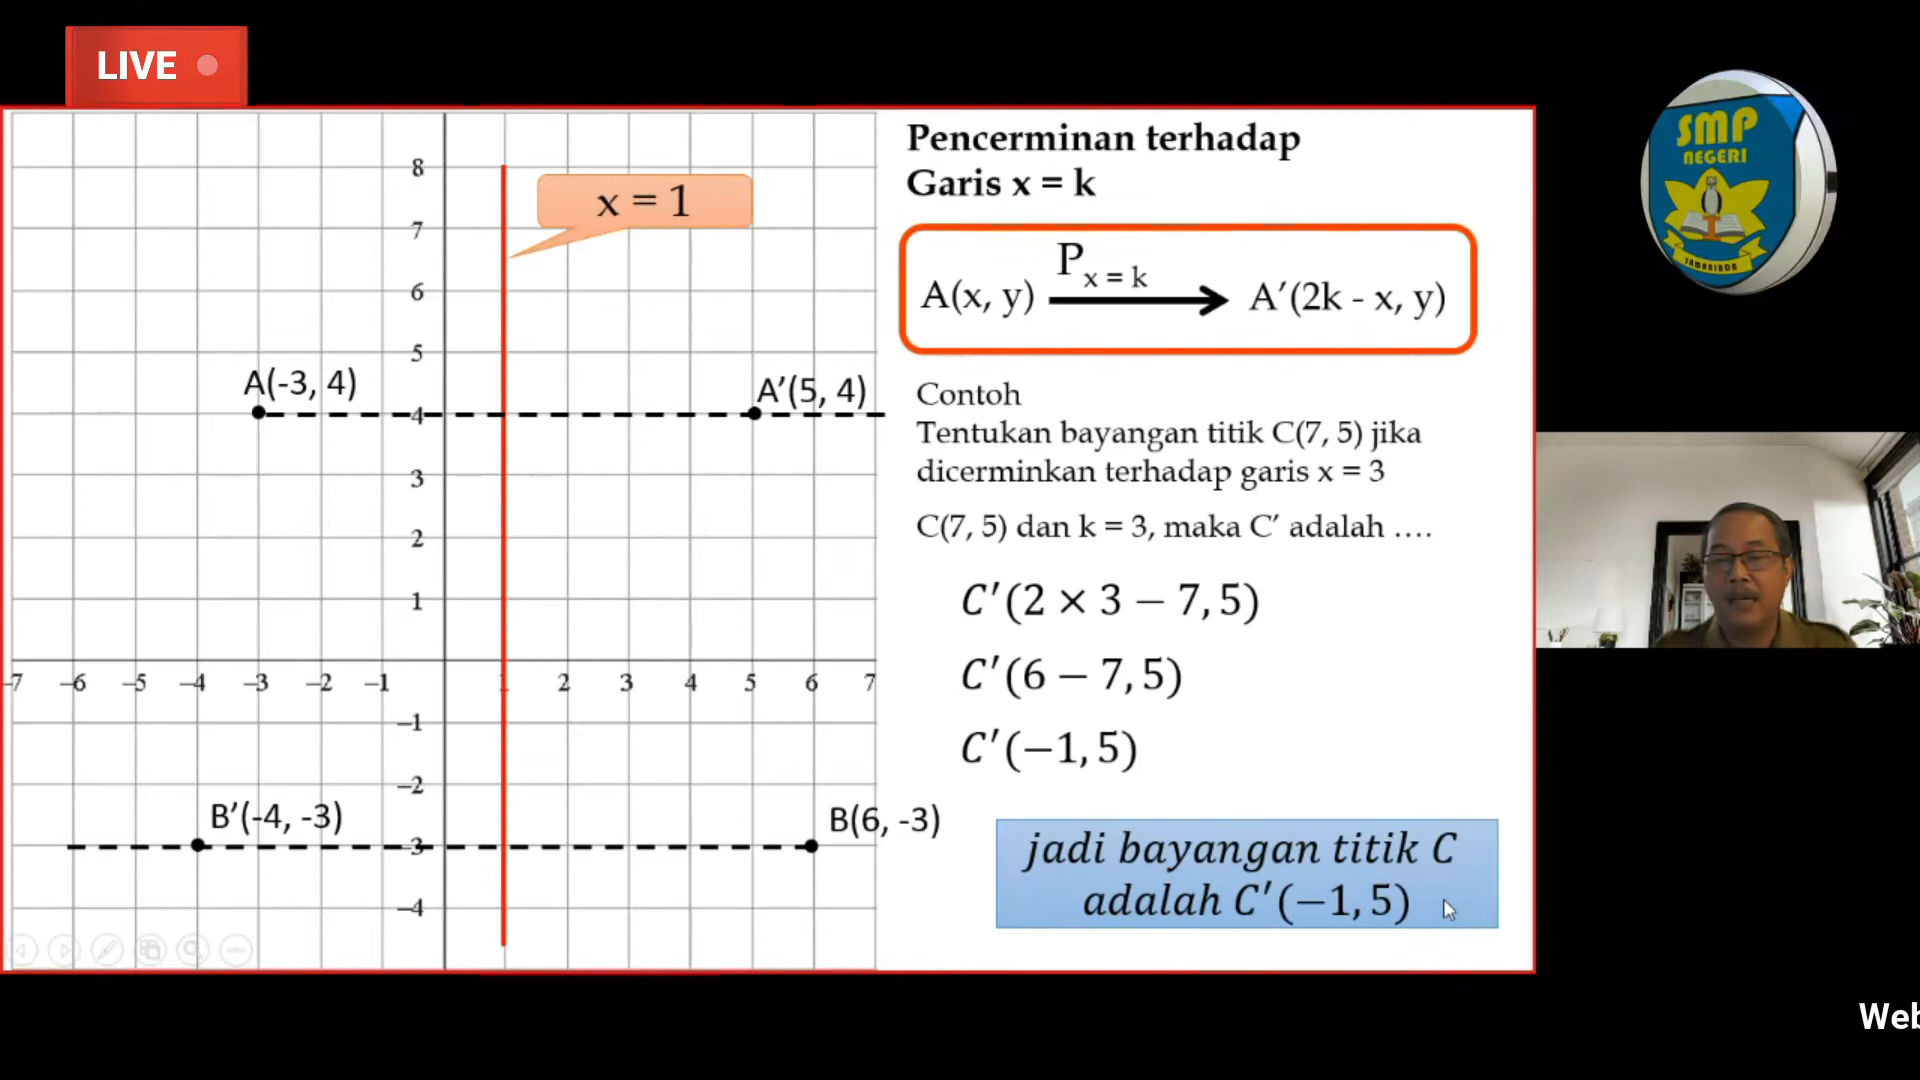 LIVE
Pencerminan terhadap
Garis x = k
A(x, y) P x = k A′(2k - x, y)
Contoh
Tentukan bayangan titik C(7, 5) jika
dicerminkan terhadap garis x = 3
C(7, 5) dan k = 3, maka C′ adalah ....
C′(2 × 3 − 7, 5)
C′(6 − 7, 5)
C′(−1, 5)
jadi bayangan titik C
adalah C′(−1, 5)
x = 1
8
7
6
5
A(-3, 4)
A′(5, 4)
4
3
2
1
-7 -6 -5 -4 -3 -2 -1 1 2 3 4 5 6 7
-1
-2
B′(-4, -3)
B(6, -3)
-3
-4
SMP
NEGERI
SAMARINDA
Web